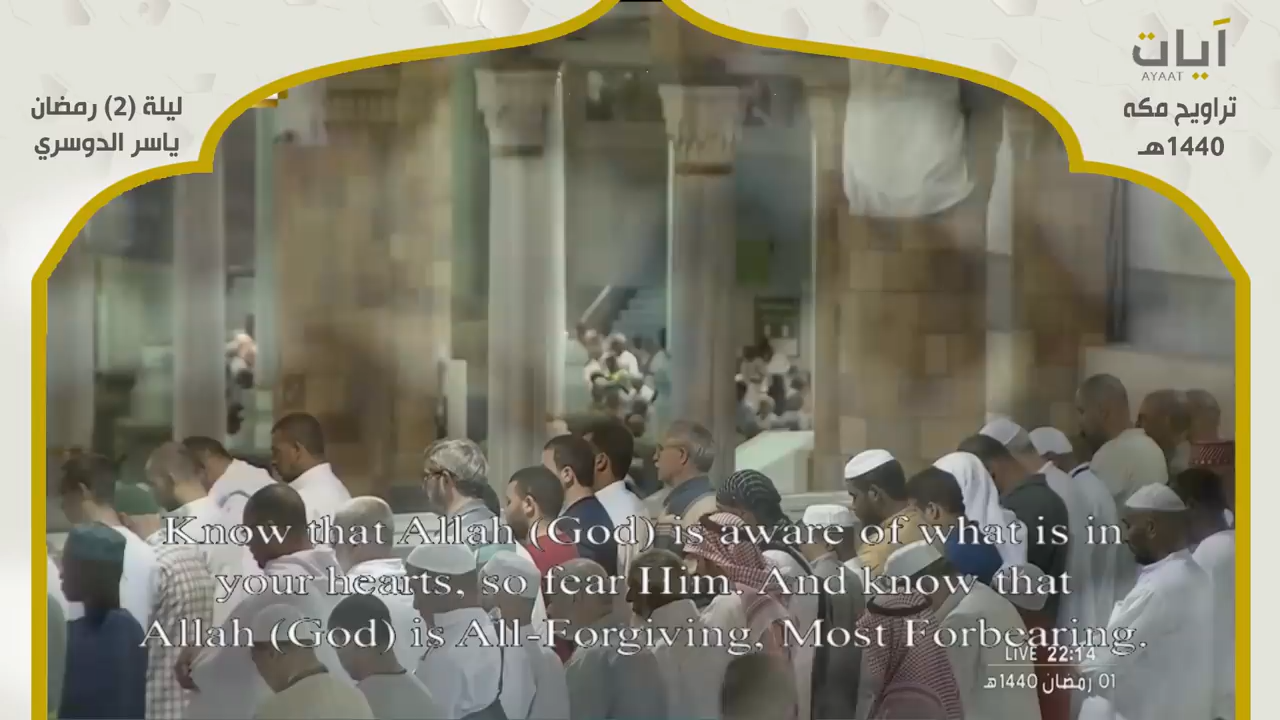 آيات
AYAAT
تراويح مكه
1440هـ
ليلة (2) رمضان
ياسر الدوسري
Know that Allah (God) is aware of what is in
your hearts, so fear Him. And know that
Allah (God) is All-Forgiving, Most Forbearing.
LIVE 22:14
01 رمضان 1440هـ